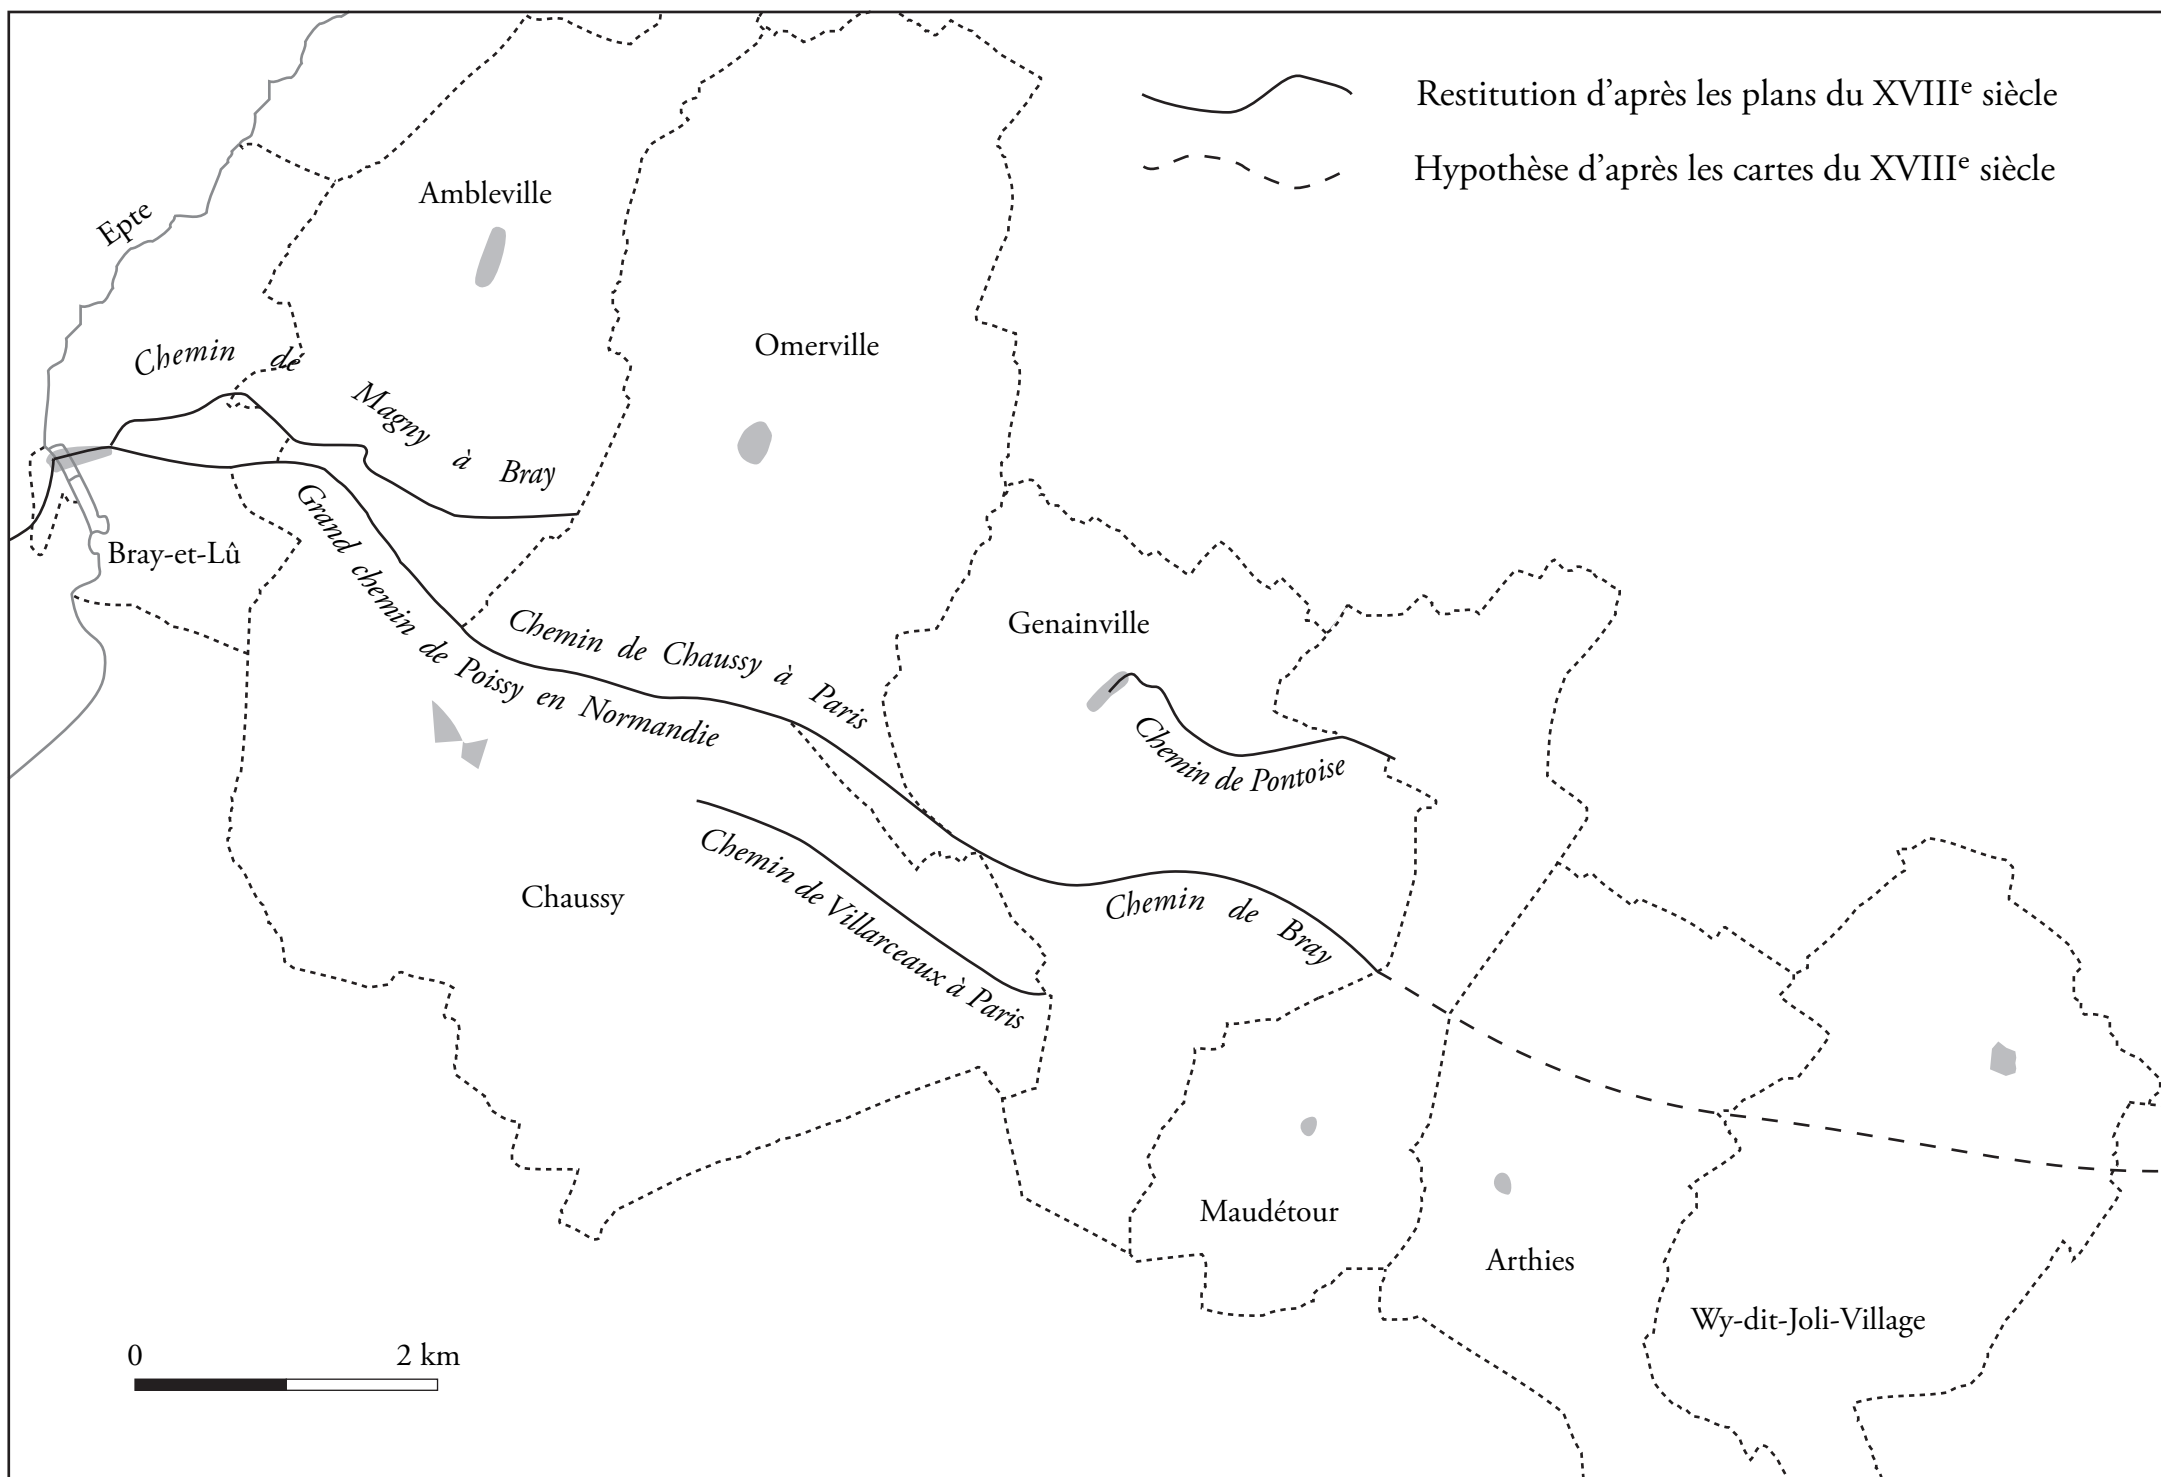 Restitution d’après les plans du XVIIIe siècle
Hypothèse d’après les cartes du XVIIIe siècle
Ambleville
Epte
Omerville
Chemin de Magny à Bray
Bray-et-Lû
Grand chemin de Poissy en Normandie
Chemin de Chaussy à Paris
Genainville
Chemin de Pontoise
Chaussy
Chemin de Villarceaux à Paris
Chemin de Bray
Maudétour
Arthies
Wy-dit-Joli-Village
0 2 km